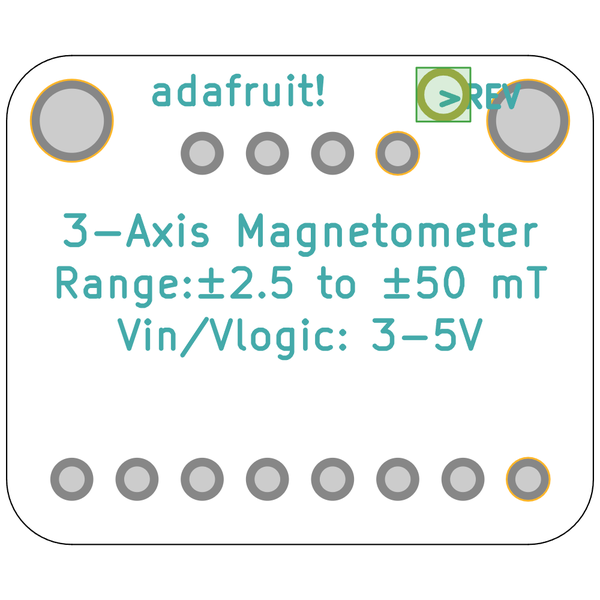 adafruit!
>REV
3-Axis Magnetometer
Range:±2.5 to ±50 mT
Vin/Vlogic: 3-5V